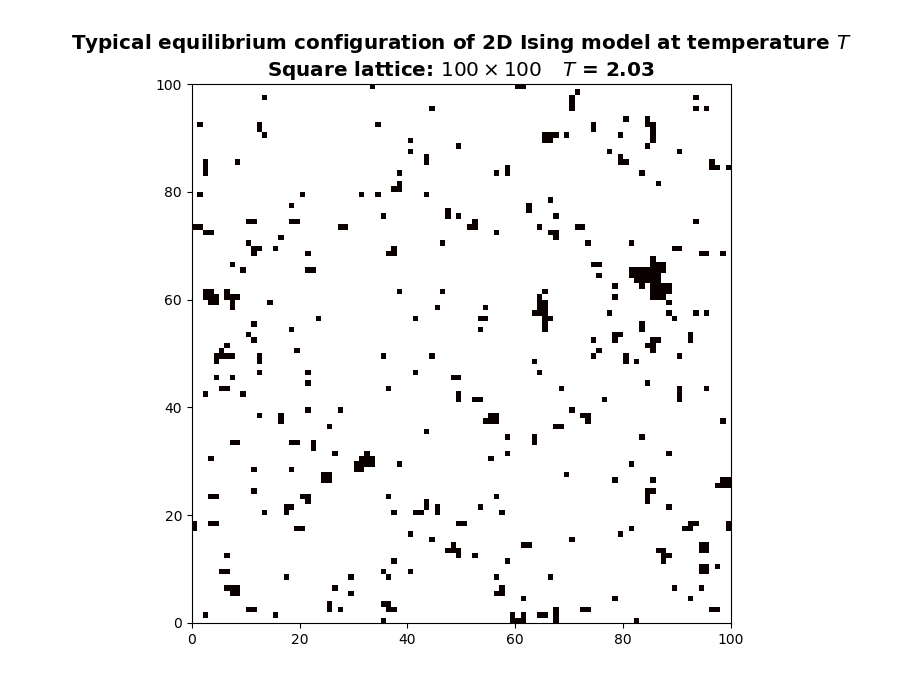 Typical equilibrium configuration of 2D Ising model at temperature T
Square lattice: 100 × 100 T = 2.03
100
80
60
40
20
0
0 20 40 60 80 100